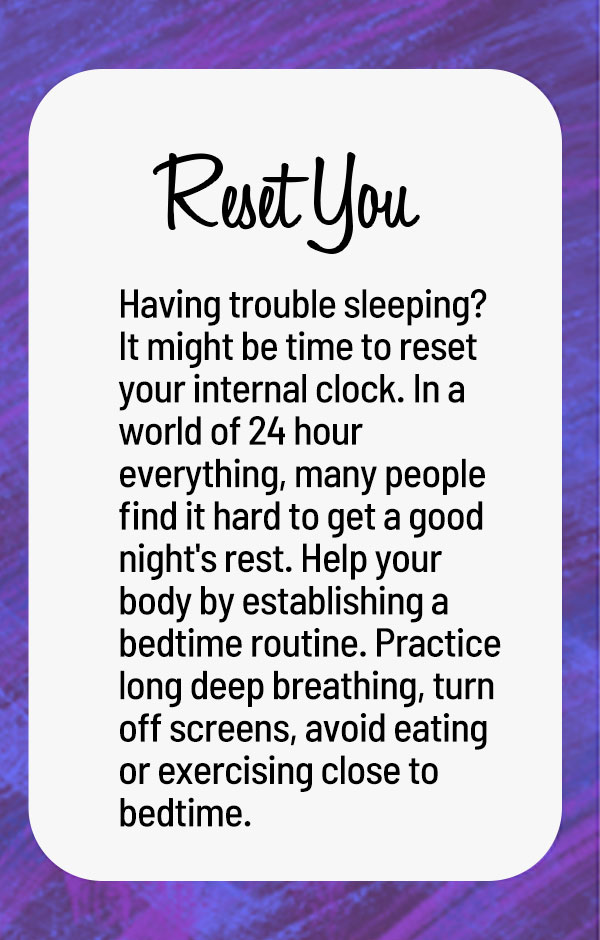 Reset You
Having trouble sleeping?
It might be time to reset
your internal clock. In a
world of 24 hour
everything, many people
find it hard to get a good
night's rest. Help your
body by establishing a
bedtime routine. Practice
long deep breathing, turn
off screens, avoid eating
or exercising close to
bedtime.